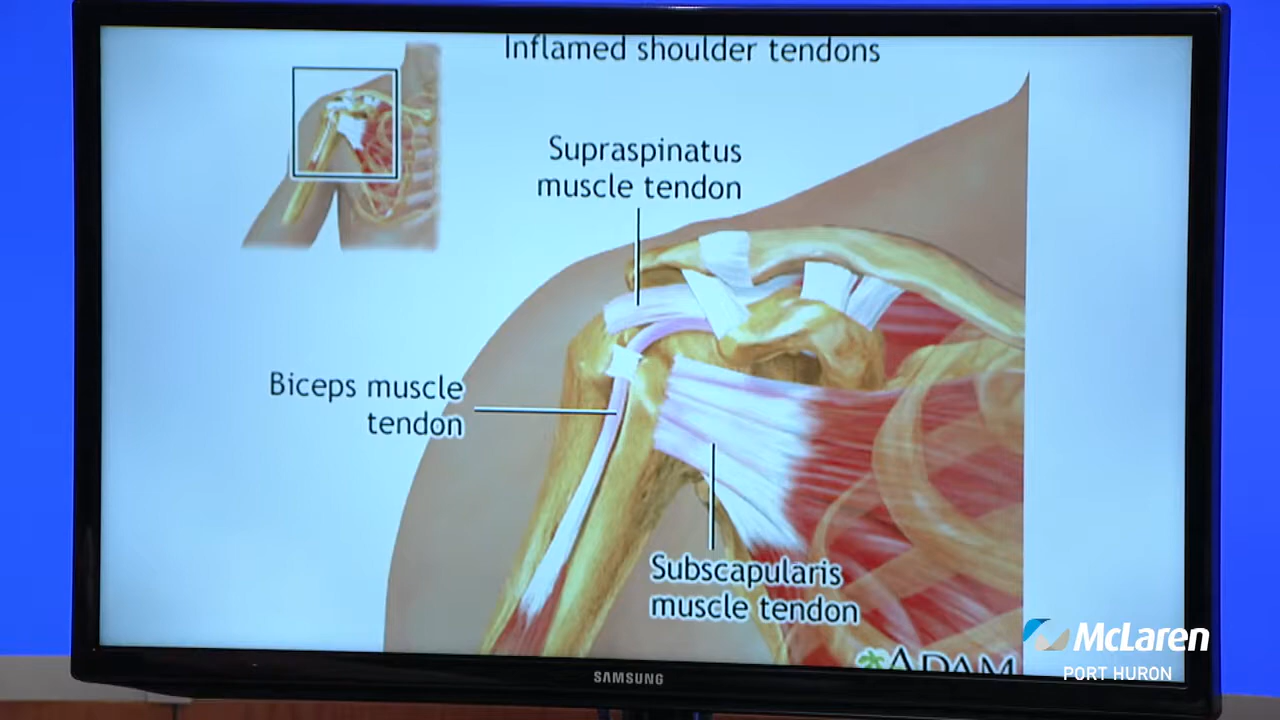 Inflamed shoulder tendons
Supraspinatus
muscle tendon
Biceps muscle
tendon
Subscapularis
muscle tendon
ADAM
McLaren
PORT HURON
SAMSUNG